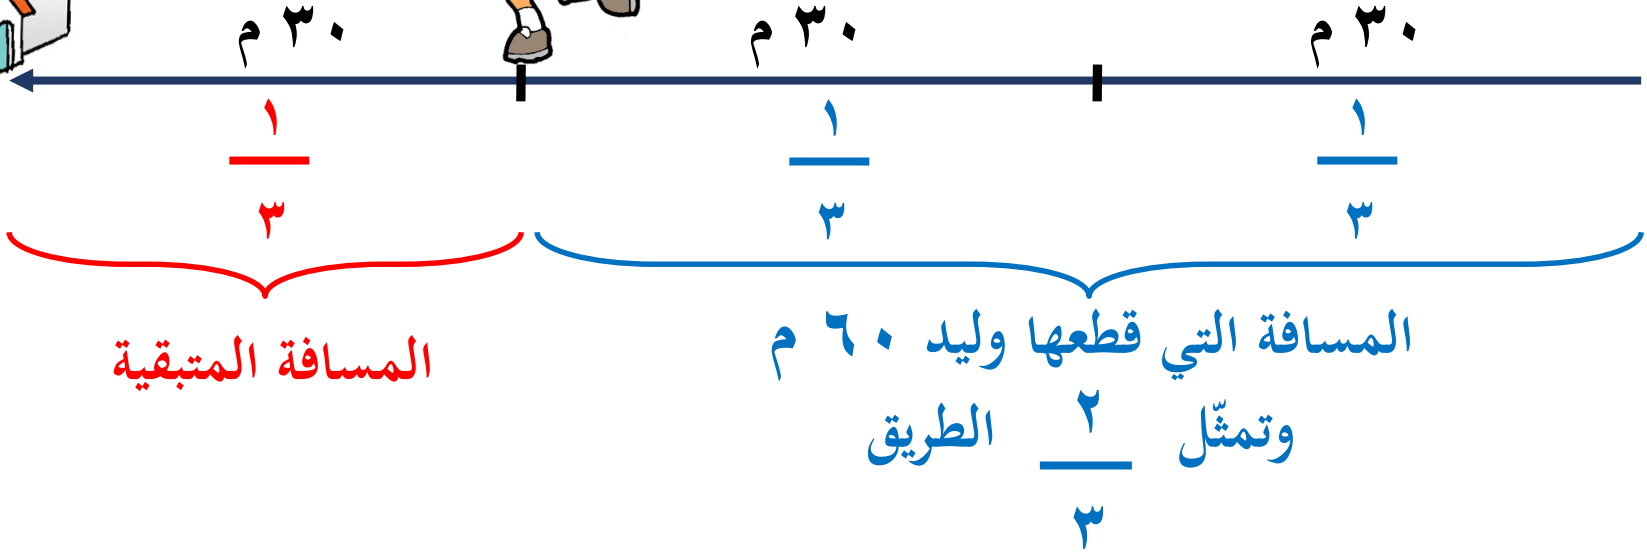 ٣٠ م ٣٠ م ٣٠ م
١ ١ ١
٣ ٣ ٣
المسافة التي قطعها وليد ٦٠ م
المسافة المتبقية
وتمثّل ٢ الطريق
٣